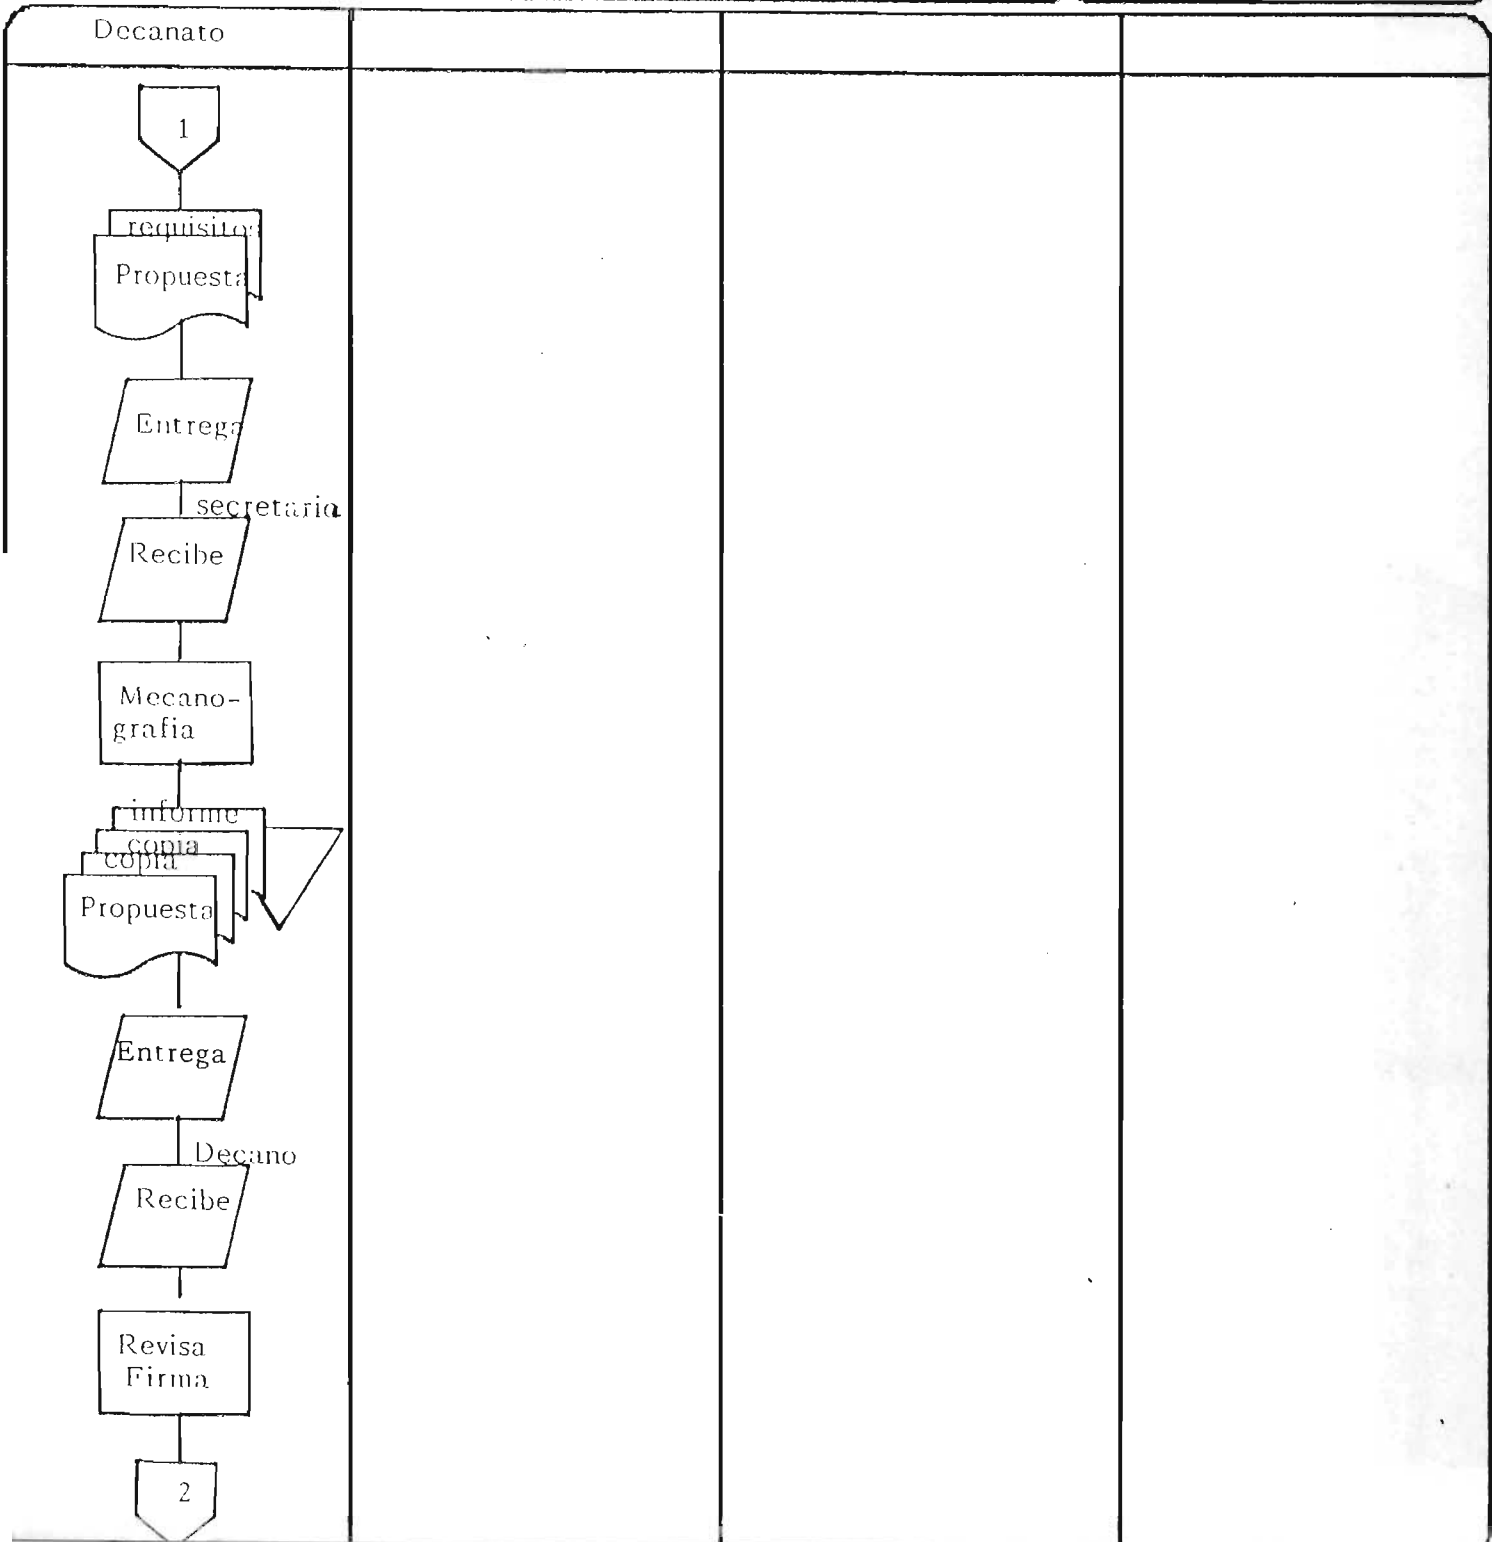 Decanato
1
requisitos
Propuesta
Entrega
secretaria
Recibe
Mecano-
grafia
informe
copia
copia
Propuesta
Entrega
Decano
Recibe
Revisa
Firma
2